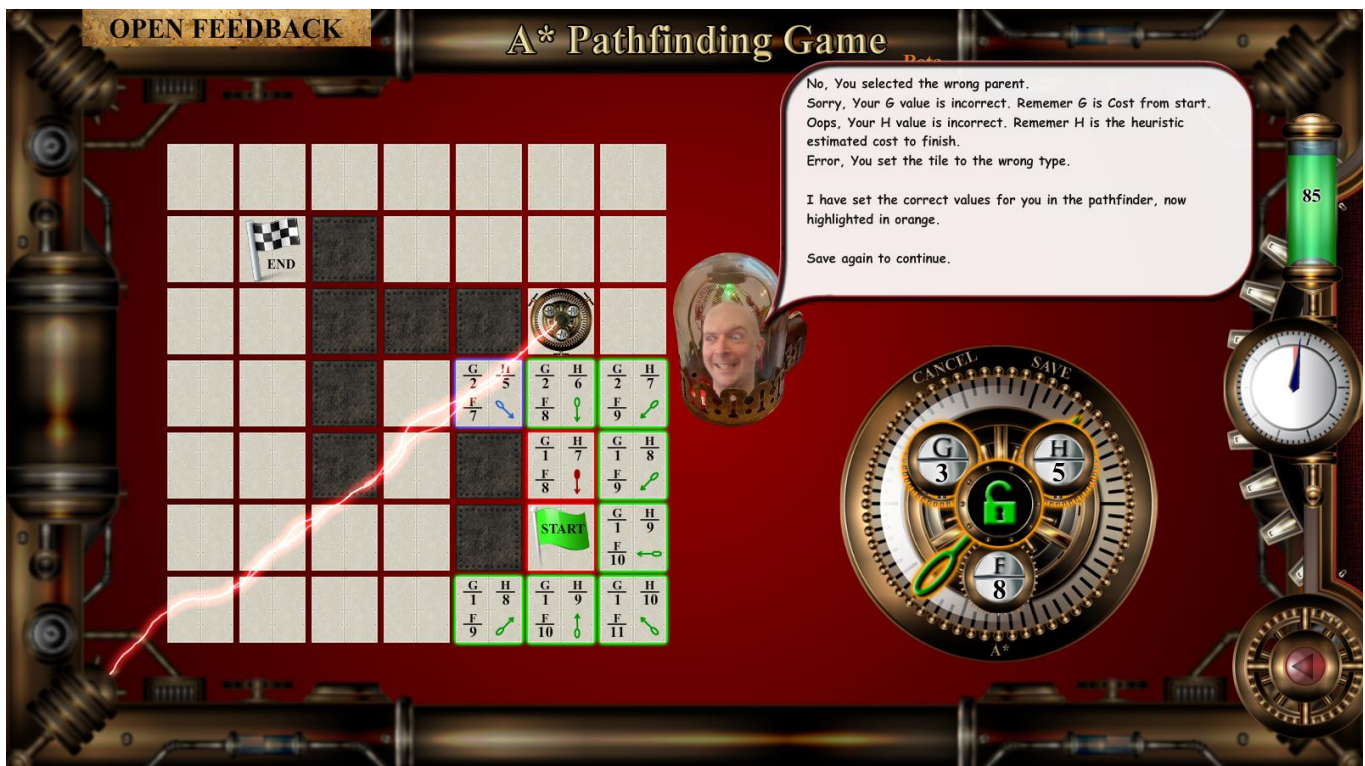 OPEN FEEDBACK
A* Pathfinding Game
No, You selected the wrong parent.
Sorry, Your G value is incorrect. Rememer G is Cost from start.
Oops, Your H value is incorrect. Rememer H is the heuristic
estimated cost to finish.
Error, You set the tile to the wrong type.
I have set the correct values for you in the pathfinder, now
highlighted in orange.
Save again to continue.
85
END
G H G H G H
2 5 2 6 2 7
F F F
7 8 9
G H G H
1 7 1 8
F F
8 9
START
G H
1 9
F
10
G H G H G H
1 8 1 9 1 10
F F F
9 10 11
CANCEL SAVE
G H
3 5
F
8
A*